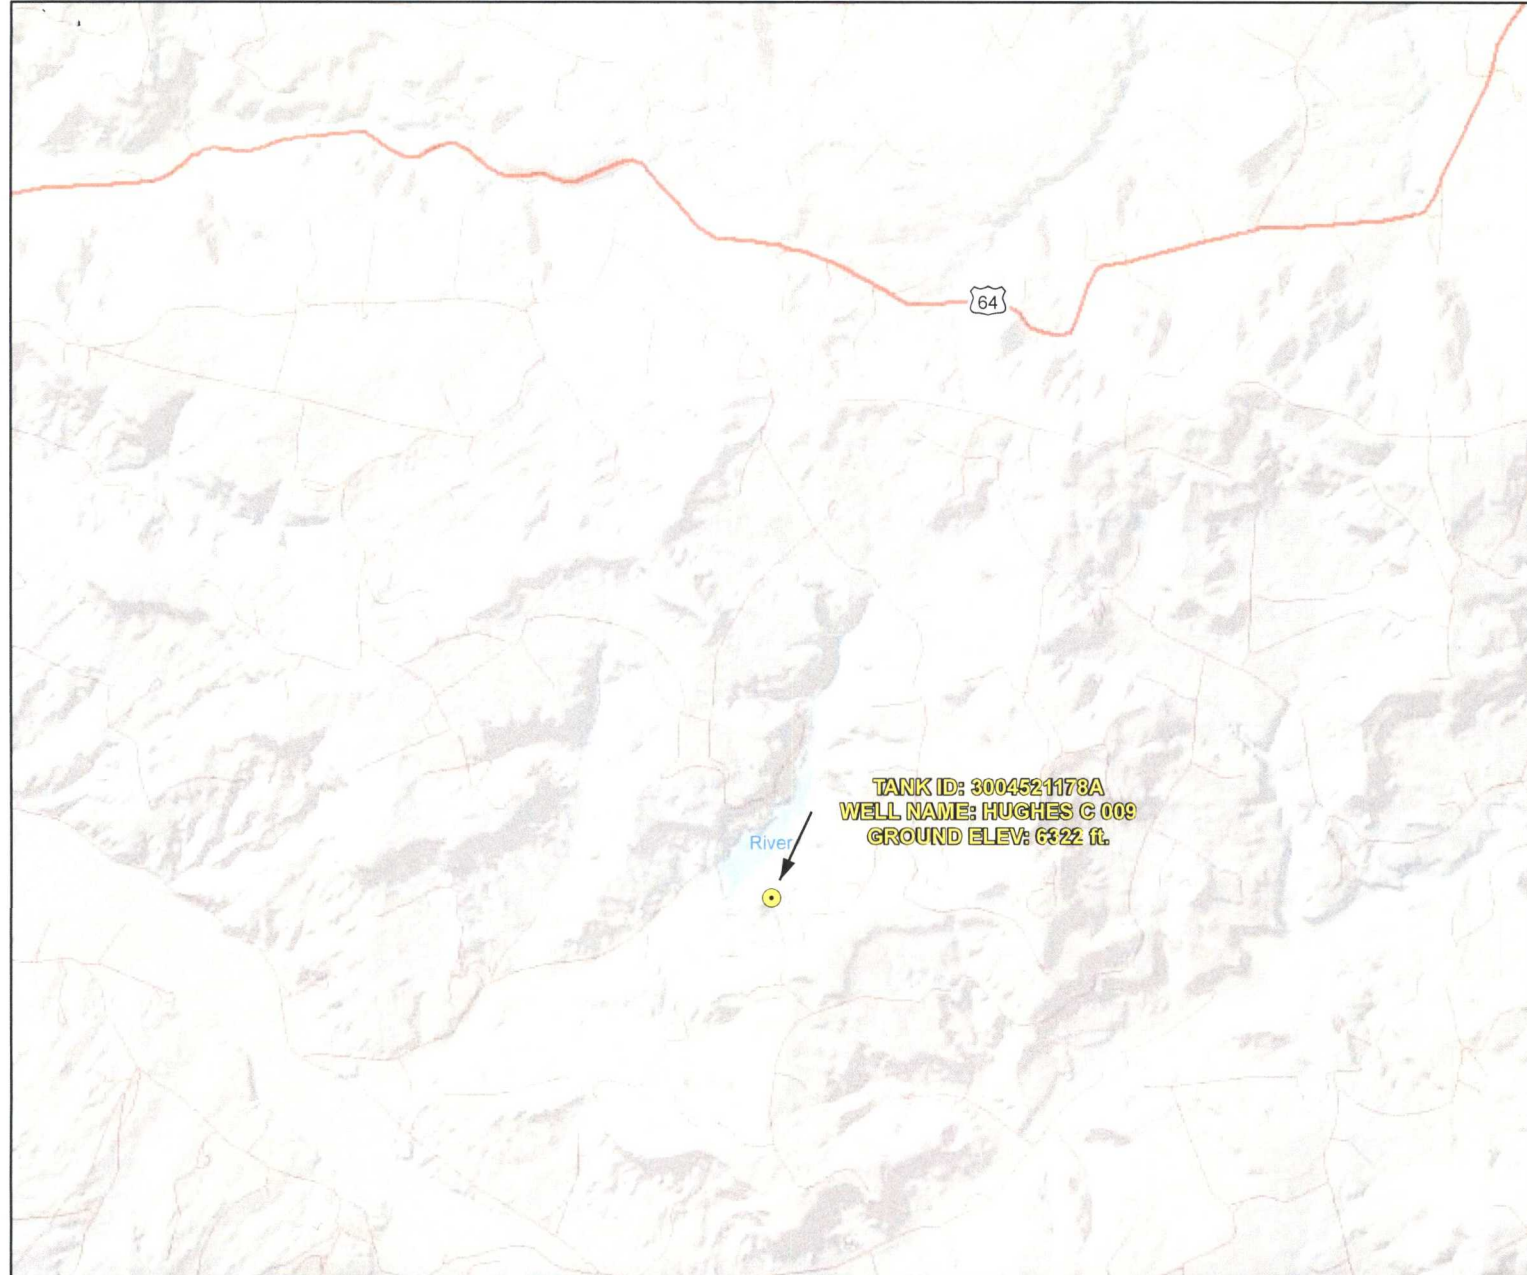 64
TANK ID: 3004521178A
WELL NAME: HUGHES C 009
GROUND ELEV: 6322 ft.
River